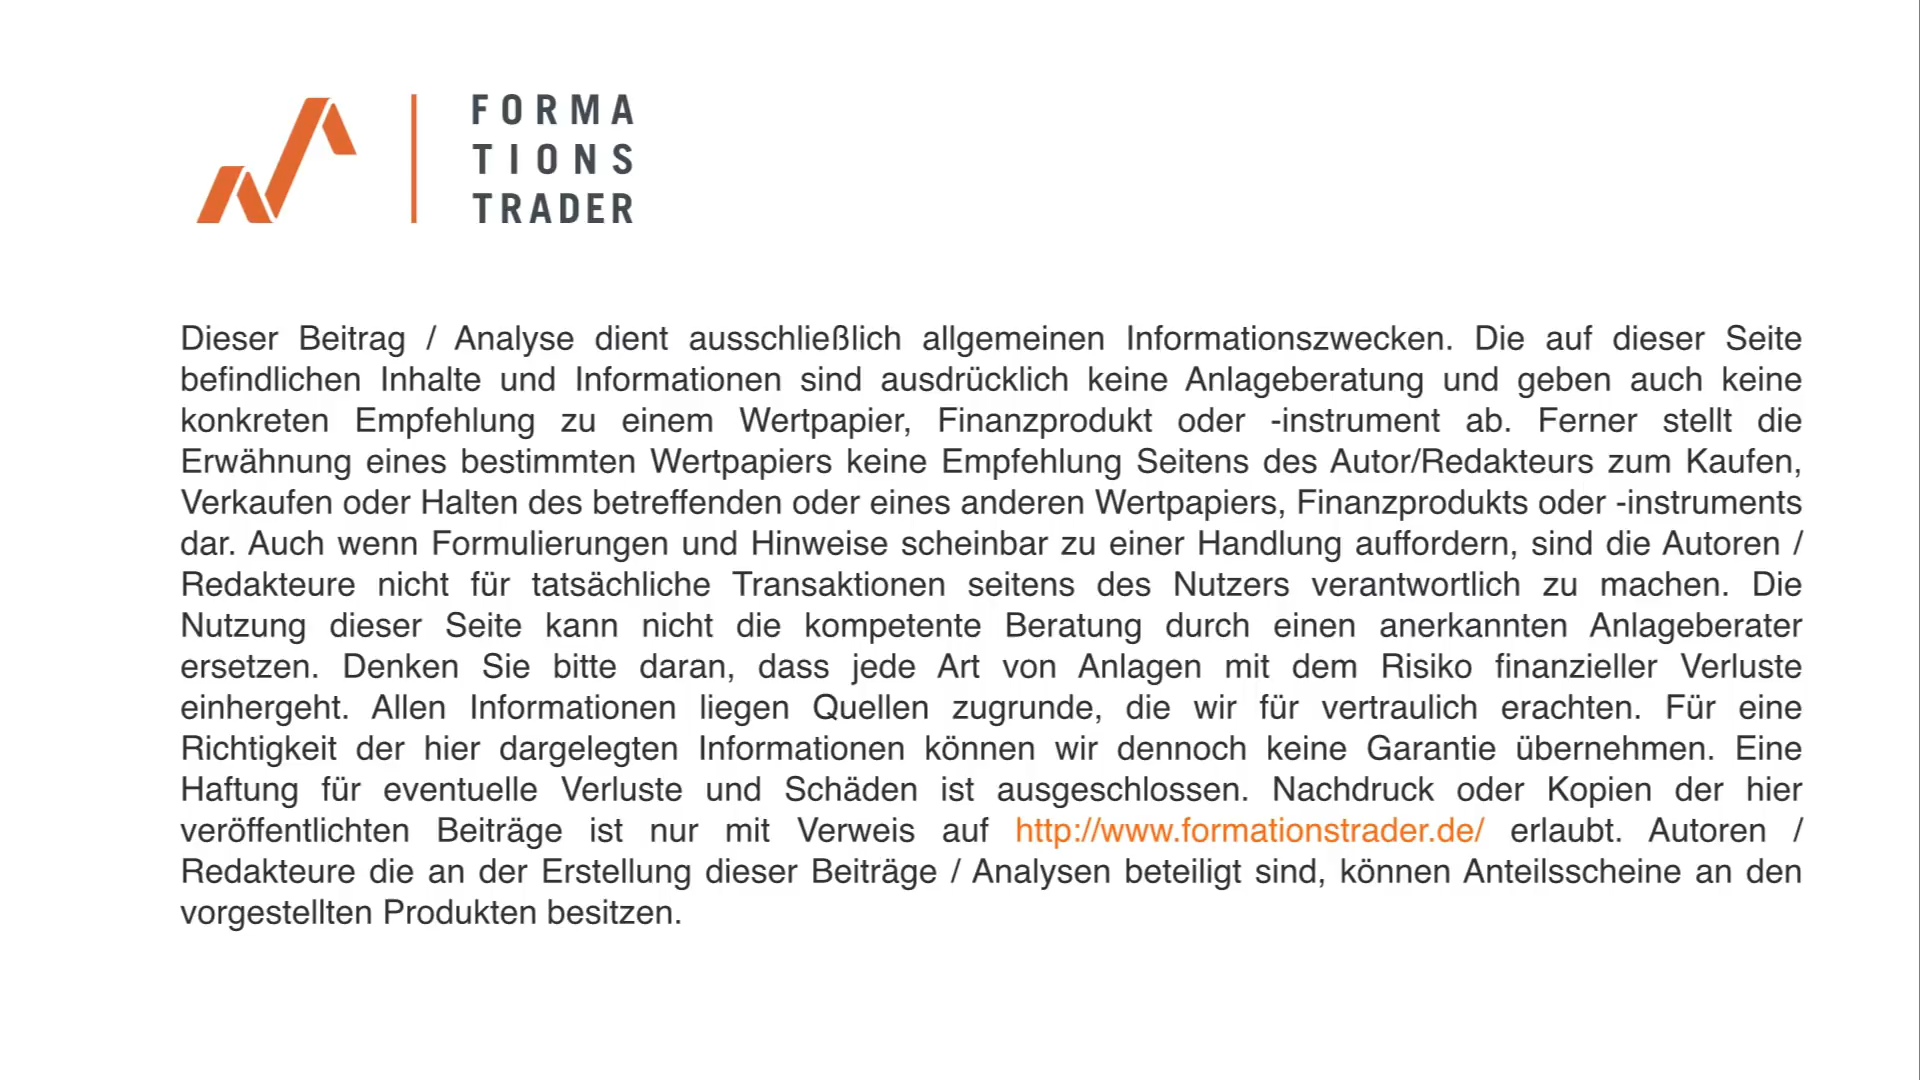 FORMA
TIONS
TRADER
Dieser Beitrag / Analyse dient ausschließlich allgemeinen Informationszwecken. Die auf dieser Seite
befindlichen Inhalte und Informationen sind ausdrücklich keine Anlageberatung und geben auch keine
konkreten Empfehlung zu einem Wertpapier, Finanzprodukt oder -instrument ab. Ferner stellt die
Erwähnung eines bestimmten Wertpapiers keine Empfehlung Seitens des Autor/Redakteurs zum Kaufen,
Verkaufen oder Halten des betreffenden oder eines anderen Wertpapiers, Finanzprodukts oder -instruments
dar. Auch wenn Formulierungen und Hinweise scheinbar zu einer Handlung auffordern, sind die Autoren /
Redakteure nicht für tatsächliche Transaktionen seitens des Nutzers verantwortlich zu machen. Die
Nutzung dieser Seite kann nicht die kompetente Beratung durch einen anerkannten Anlageberater
ersetzen. Denken Sie bitte daran, dass jede Art von Anlagen mit dem Risiko finanzieller Verluste
einhergeht. Allen Informationen liegen Quellen zugrunde, die wir für vertraulich erachten. Für eine
Richtigkeit der hier dargelegten Informationen können wir dennoch keine Garantie übernehmen. Eine
Haftung für eventuelle Verluste und Schäden ist ausgeschlossen. Nachdruck oder Kopien der hier
veröffentlichten Beiträge ist nur mit Verweis auf http://www.formationstrader.de/ erlaubt. Autoren /
Redakteure die an der Erstellung dieser Beiträge / Analysen beteiligt sind, können Anteilsscheine an den
vorgestellten Produkten besitzen.